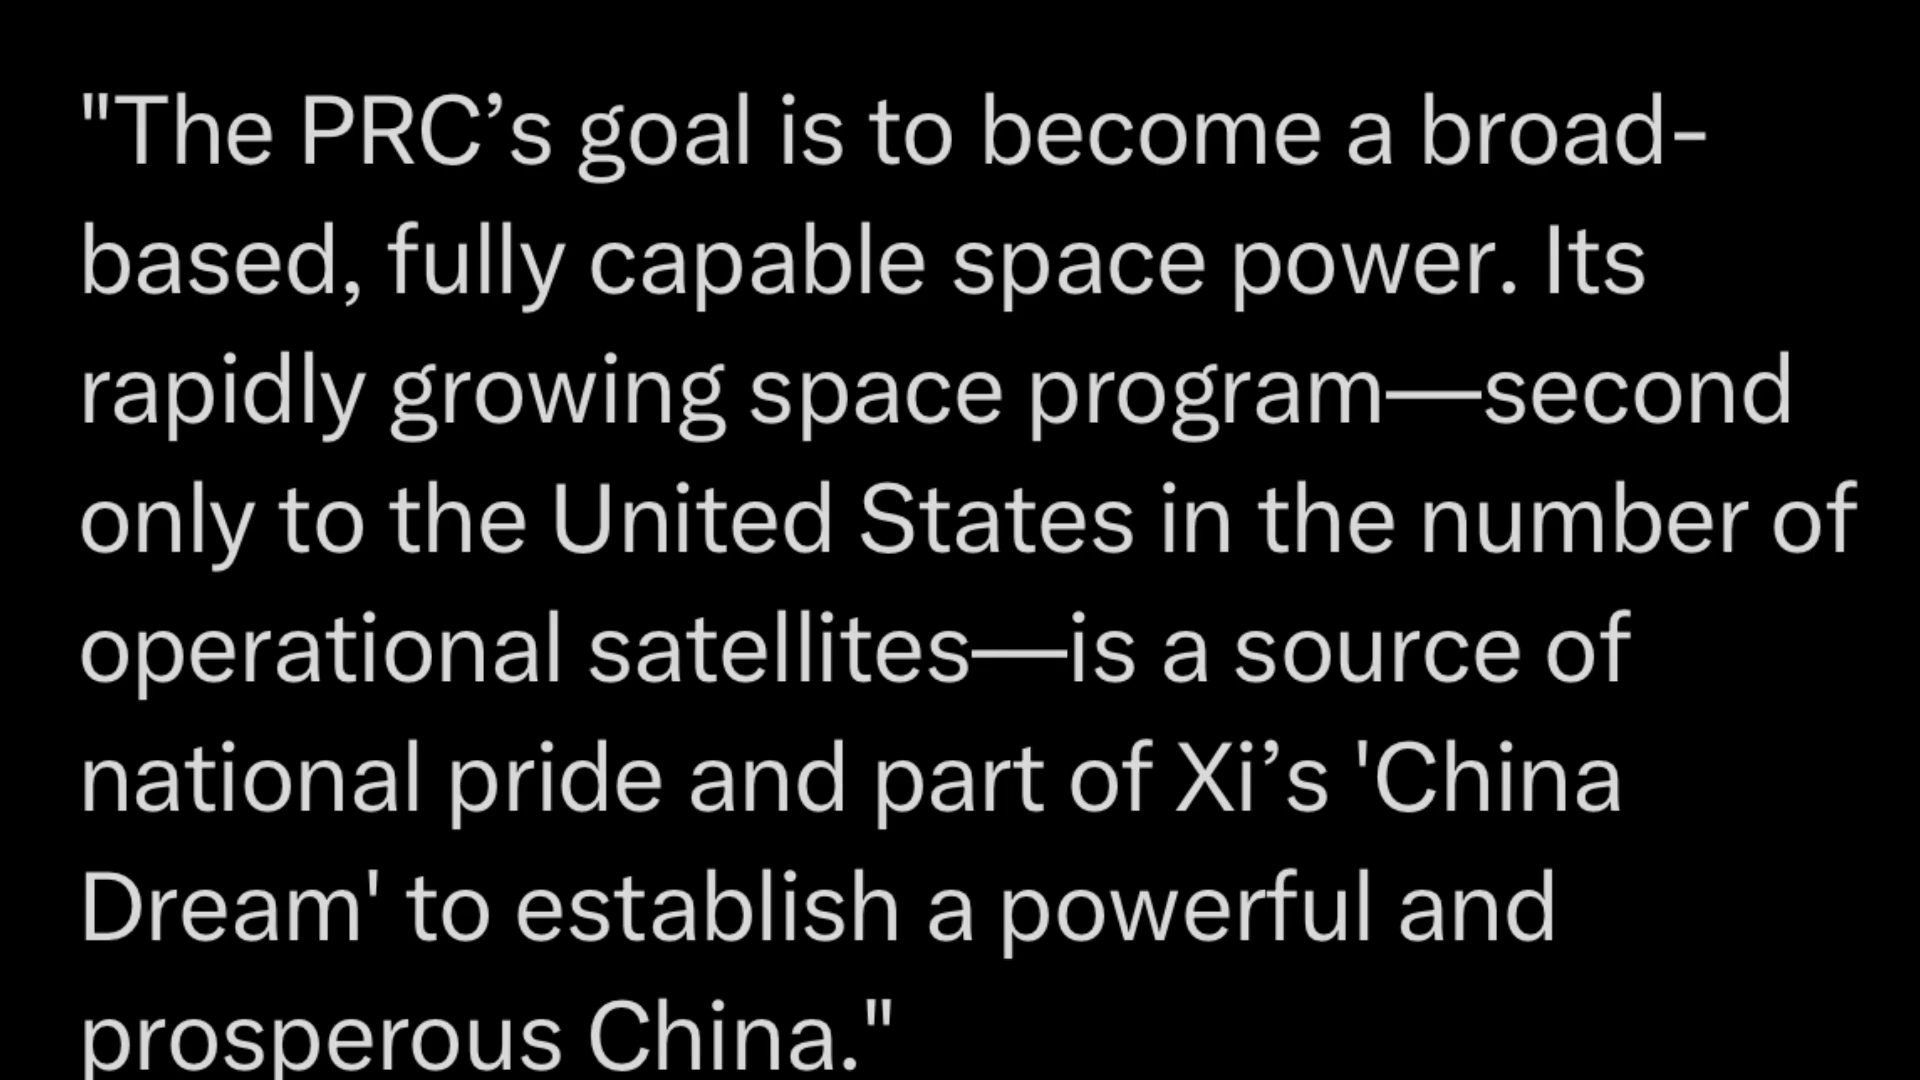 "The PRC’s goal is to become a broad-
based, fully capable space power. Its
rapidly growing space program—second
only to the United States in the number of
operational satellites—is a source of
national pride and part of Xi’s 'China
Dream' to establish a powerful and
prosperous China."